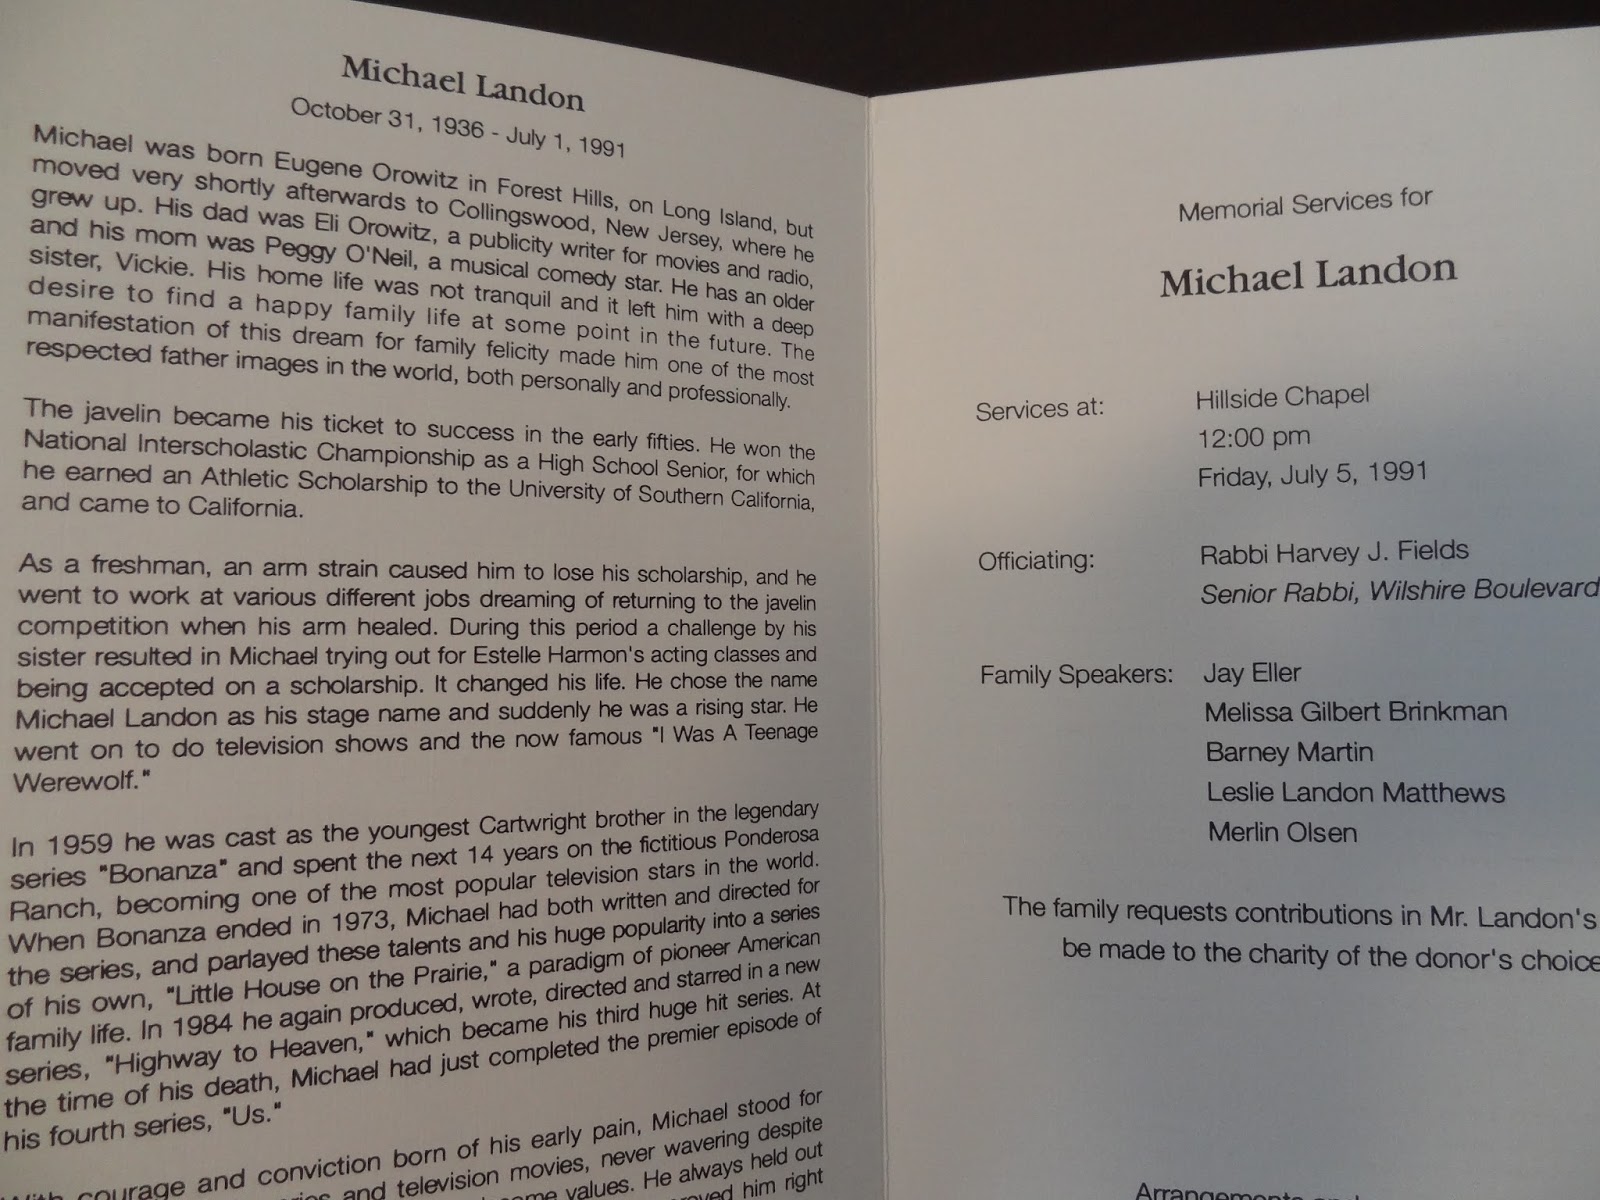 Michael Landon
October 31, 1936 - July 1, 1991
Michael was born Eugene Orowitz in Forest Hills, on Long Island, but
moved very shortly afterwards to Collingswood, New Jersey, where he
grew up. His dad was Eli Orowitz, a publicity writer for movies and radio,
and his mom was Peggy O'Neil, a musical comedy star. He has an older
sister, Vickie. His home life was not tranquil and it left him with a deep
desire to find a happy family life at some point in the future. The
manifestation of this dream for family felicity made him one of the most
respected father images in the world, both personally and professionally.
The javelin became his ticket to success in the early fifties. He won the
National Interscholastic Championship as a High School Senior, for which
he earned an Athletic Scholarship to the University of Southern California,
and came to California.
As a freshman, an arm strain caused him to lose his scholarship, and he
went to work at various different jobs dreaming of returning to the javelin
competition when his arm healed. During this period a challenge by his
sister resulted in Michael trying out for Estelle Harmon's acting classes and
being accepted on a scholarship. It changed his life. He chose the name
Michael Landon as his stage name and suddenly he was a rising star. He
went on to do television shows and the now famous "I Was A Teenage
Werewolf."
In 1959 he was cast as the youngest Cartwright brother in the legendary
series "Bonanza" and spent the next 14 years on the fictitious Ponderosa
Ranch, becoming one of the most popular television stars in the world.
When Bonanza ended in 1973, Michael had both written and directed for
the series, and parlayed these talents and his huge popularity into a series
of his own, "Little House on the Prairie," a paradigm of pioneer American
family life. In 1984 he again produced, wrote, directed and starred in a new
series, "Highway to Heaven," which became his third huge hit series. At
the time of his death, Michael had just completed the premier episode of
his fourth series, "Us."
With courage and conviction born of his early pain, Michael stood for
and television movies, never wavering despite
values. He always held out
him right
Memorial Services for
Michael Landon
Services at: Hillside Chapel
12:00 pm
Friday, July 5, 1991
Officiating: Rabbi Harvey J. Fields
Senior Rabbi, Wilshire Boulevard
Family Speakers: Jay Eller
Melissa Gilbert Brinkman
Barney Martin
Leslie Landon Matthews
Merlin Olsen
The family requests contributions in Mr. Landon's
be made to the charity of the donor's choice
Arrangements